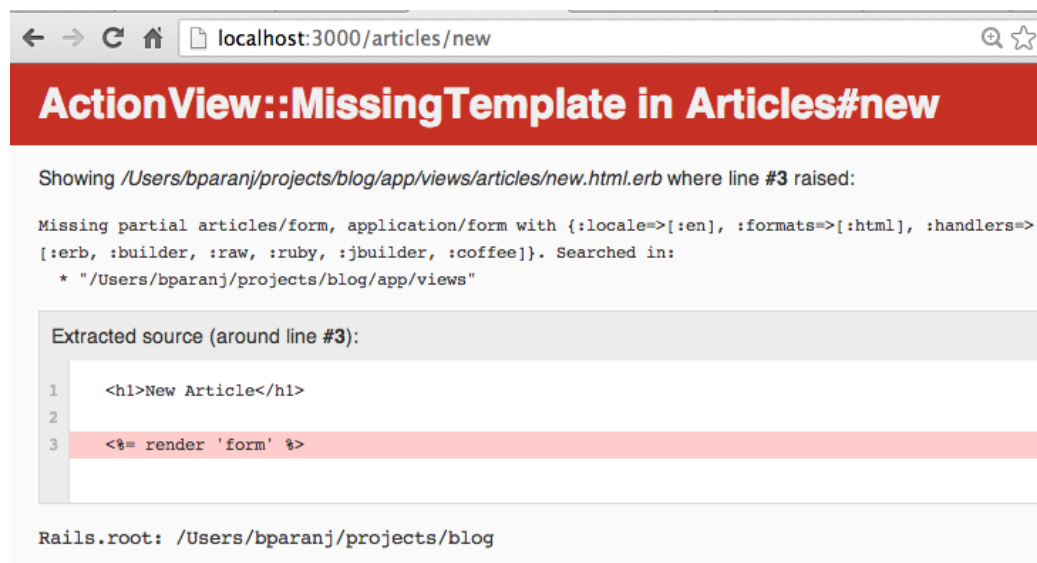 localhost:3000/articles/new
ActionView::MissingTemplate in Articles#new
Showing /Users/bparanj/projects/blog/app/views/articles/new.html.erb where line #3 raised:
Missing partial articles/form, application/form with {:locale=>[:en], :formats=>[:html], :handlers=>
[:erb, :builder, :raw, :ruby, :jbuilder, :coffee]}. Searched in:
* "/Users/bparanj/projects/blog/app/views"
Extracted source (around line #3):
1 <h1>New Article</h1>
2
3 <%= render 'form' %>
Rails.root: /Users/bparanj/projects/blog